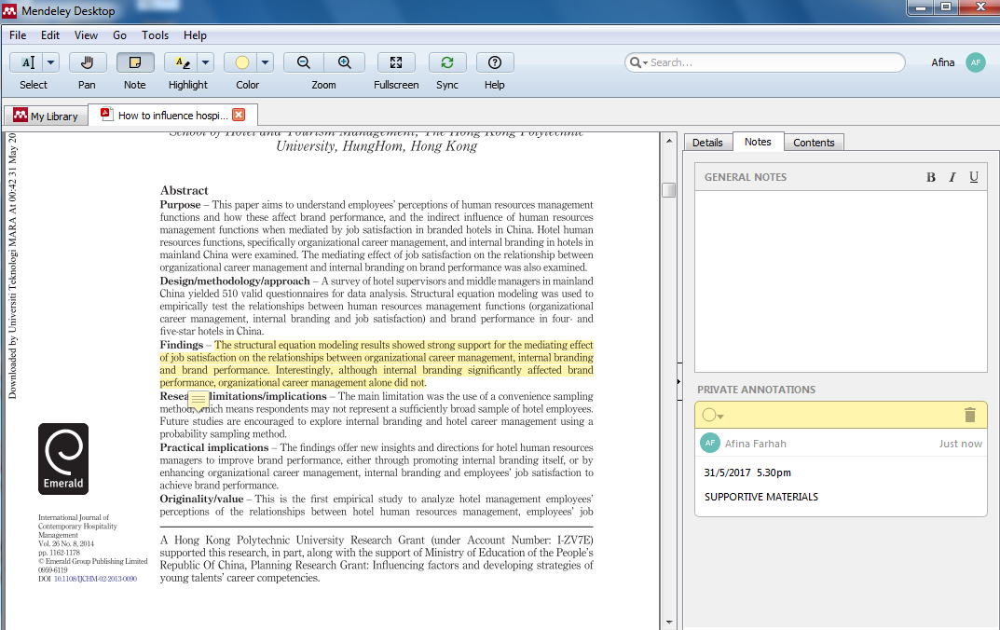 Mendeley Desktop
File Edit View Go Tools Help
Search...
Afina AF
Select Pan Note Highlight Color Zoom Fullscreen Sync Help
My Library
How to influence hospi...
Details Notes Contents
Downloaded by Universiti Teknologi MARA At 00:42 31 May 20
School of Hotel and Tourism Management, The Hong Kong Polytechnic
University, HungHom, Hong Kong
Abstract
Purpose – This paper aims to understand employees' perceptions of human resources management
functions and how these affect brand performance, and the indirect influence of human resources
management functions when mediated by job satisfaction in branded hotels in China. Hotel human
resources functions, specifically organizational career management, and internal branding in hotels in
mainland China were examined. The mediating effect of job satisfaction on the relationship between
organizational career management and internal branding on brand performance was also examined.
Design/methodology/approach – A survey of hotel supervisors and middle managers in mainland
China yielded 510 valid questionnaires for data analysis. Structural equation modeling was used to
empirically test the relationships between human resources management functions (organizational
career management, internal branding and job satisfaction) and brand performance in four- and
five-star hotels in China.
Findings – The structural equation modeling results showed strong support for the mediating effect
of job satisfaction on the relationships between organizational career management, internal branding
and brand performance. Interestingly, although internal branding significantly affected brand
performance, organizational career management alone did not.
limitations/implications – The main limitation was the use of a convenience sampling
which means respondents may not represent a sufficiently broad sample of hotel employees.
Future studies are encouraged to explore internal branding and hotel career management using a
probability sampling method.
Practical implications – The findings offer new insights and directions for hotel human resources
managers to improve brand performance, either through promoting internal branding itself, or by
enhancing organizational career management, internal branding and employees' job satisfaction to
achieve brand performance.
Originality/value – This is the first empirical study to analyze hotel management employees'
perceptions of the relationships between hotel human resources management, employees' job
A Hong Kong Polytechnic University Research Grant (under Account Number: I-ZV7E)
supported this research, in part, along with the support of Ministry of Education of the People's
Republic Of China, Planning Research Grant: Influencing factors and developing strategies of
young talents' career competencies.
Emerald
International Journal of
Contemporary Hospitality
Management
Vol. 26 No. 8, 2014
pp. 1162-1178
© Emerald Group Publishing Limited
0959-6119
DOI 10.1108/IJCHM-02-2013-0090
GENERAL NOTES B I U
PRIVATE ANNOTATIONS
AF Afina Farhah Just now
31/5/2017 5.30pm
SUPPORTIVE MATERIALS